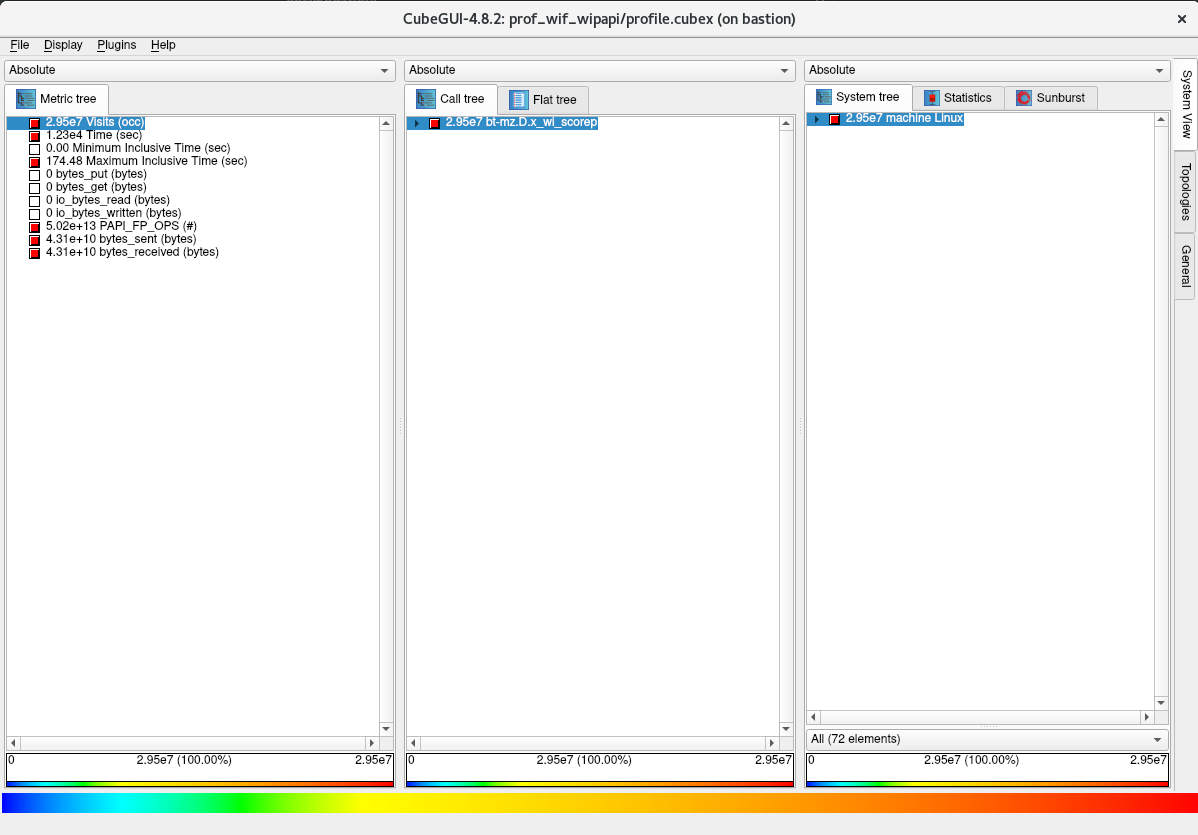 CubeGUI-4.8.2: prof_wif_wipapi/profile.cubex (on bastion)
File Display Plugins Help
Absolute
Metric tree
2.95e7 Visits (occ)
1.23e4 Time (sec)
0.00 Minimum Inclusive Time (sec)
174.48 Maximum Inclusive Time (sec)
0 bytes_put (bytes)
0 bytes_get (bytes)
0 io_bytes_read (bytes)
0 io_bytes_written (bytes)
5.02e+13 PAPI_FP_OPS (#)
4.31e+10 bytes_sent (bytes)
4.31e+10 bytes_received (bytes)
0 2.95e7 (100.00%) 2.95e7
Absolute
Call tree Flat tree
2.95e7 bt-mz.D.x_wi_scorep
0 2.95e7 (100.00%) 2.95e7
Absolute
System tree Statistics Sunburst
2.95e7 machine Linux
All (72 elements)
0 2.95e7 (100.00%) 2.95e7
System View
Topologies
General